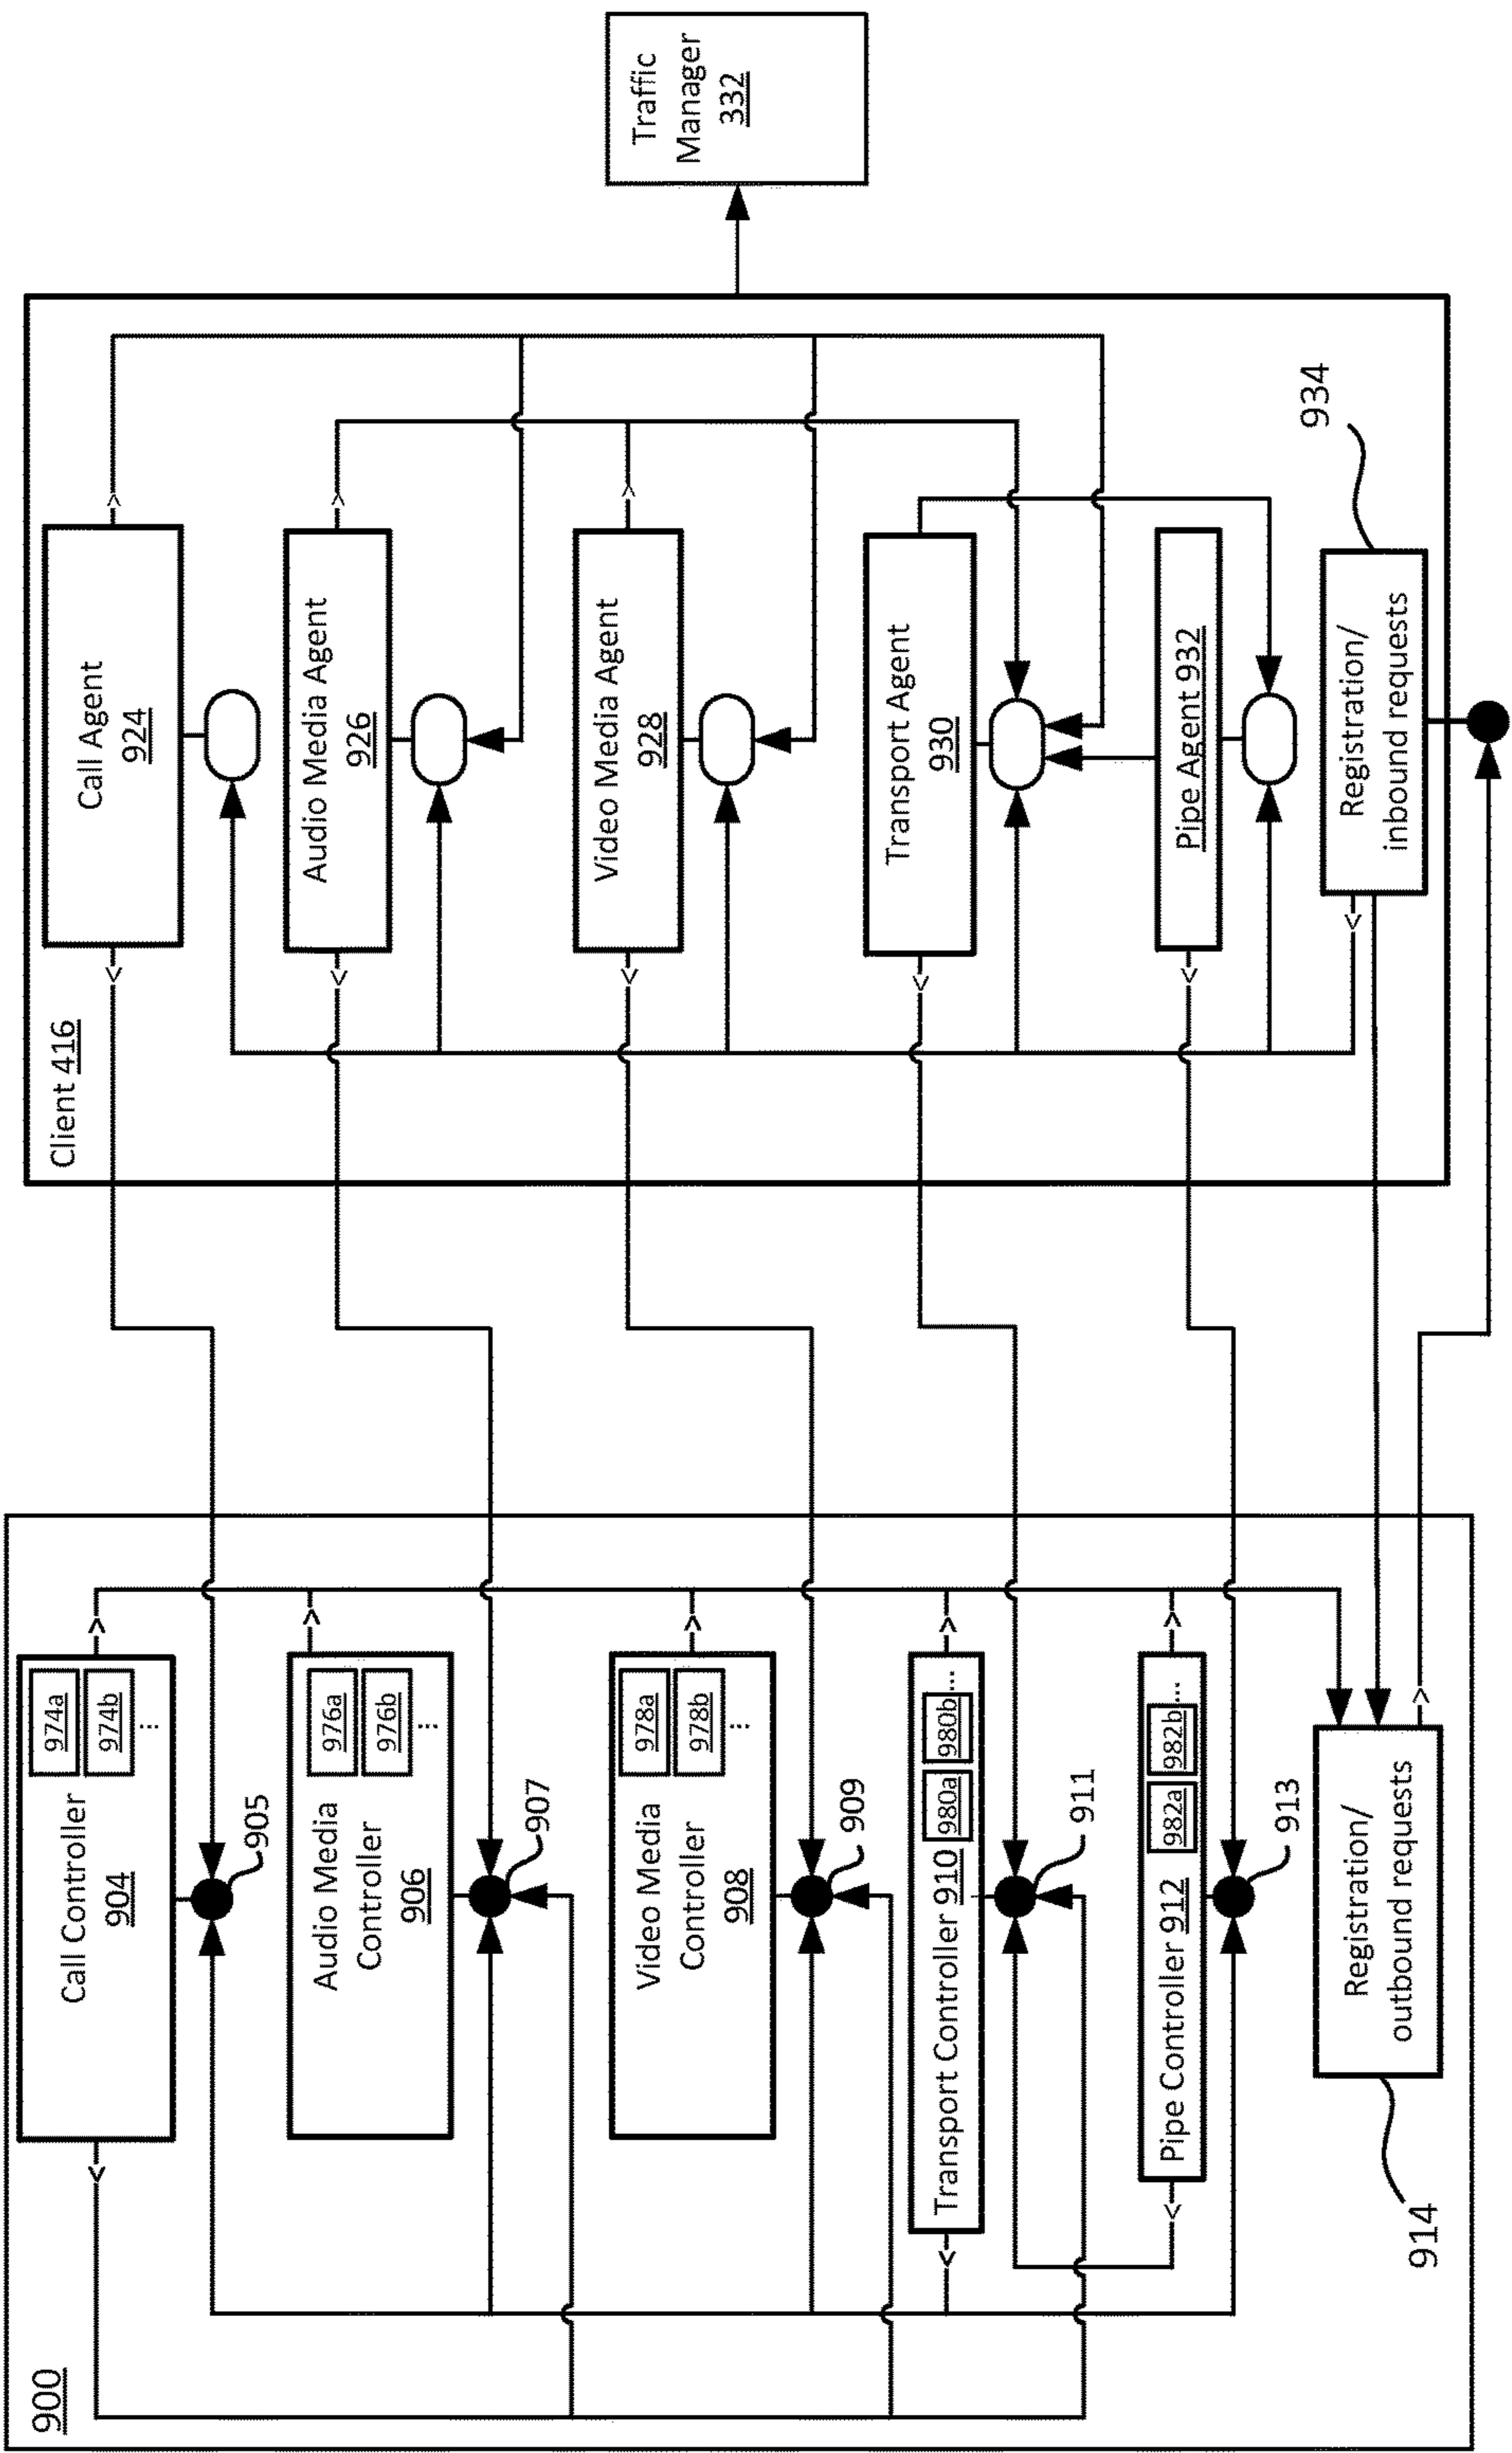 900
Call Controller
904
974a
974b
...
905
Audio Media
Controller
906
976a
976b
...
907
Video Media
Controller
908
978a
978b
...
909
Transport Controller 910
980a
980b
...
911
Pipe Controller 912
982a
982b
...
913
Registration/
outbound requests
914
Client 416
Call Agent
924
Audio Media Agent
926
Video Media Agent
928
Transport Agent
930
Pipe Agent 932
Registration/
inbound requests
934
Traffic
Manager
332